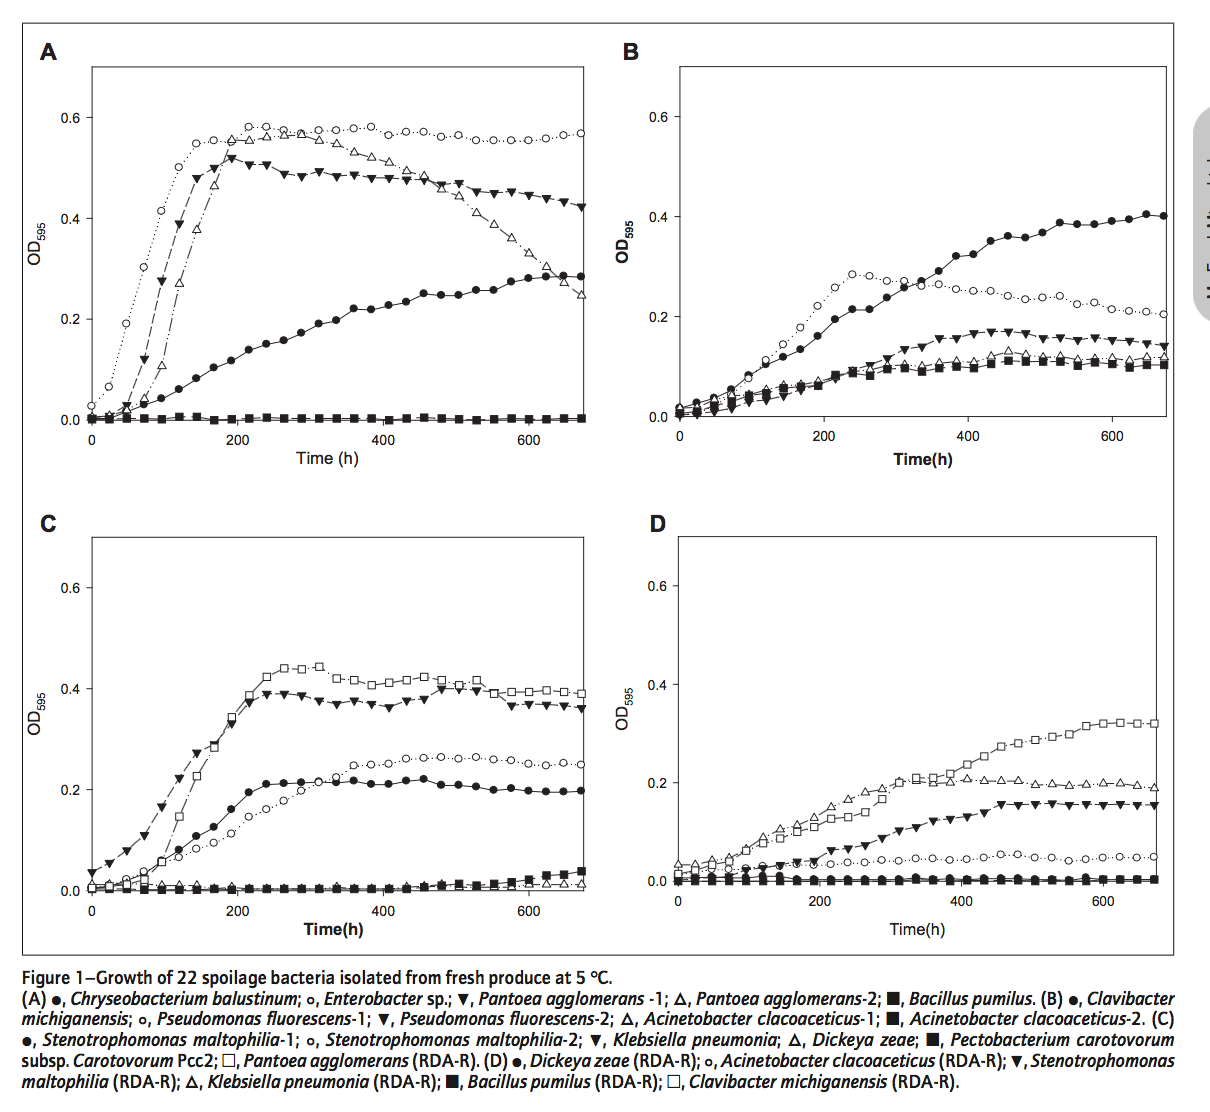 A
0.6
0.4
0.2
0.0
OD595
0
200
400
600
Time (h)
B
0.6
0.4
0.2
0.0
OD595
0
200
400
600
Time(h)
C
0.6
0.4
0.2
0.0
OD595
0
200
400
600
Time(h)
D
0.6
0.4
0.2
0.0
OD595
0
200
400
600
Time(h)
Figure 1–Growth of 22 spoilage bacteria isolated from fresh produce at 5 °C.
(A) ●, Chryseobacterium balustinum; ○, Enterobacter sp.; ▼, Pantoea agglomerans -1; △, Pantoea agglomerans-2; ■, Bacillus pumilus. (B) ●, Clavibacter
michiganensis; ○, Pseudomonas fluorescens-1; ▼, Pseudomonas fluorescens-2; △, Acinetobacter clacoaceticus-1; ■, Acinetobacter clacoaceticus-2. (C)
●, Stenotrophomonas maltophilia-1; ○, Stenotrophomonas maltophilia-2; ▼, Klebsiella pneumonia; △, Dickeya zeae; ■, Pectobacterium carotovorum
subsp. Carotovorum Pcc2; □, Pantoea agglomerans (RDA-R). (D) ●, Dickeya zeae (RDA-R); ○, Acinetobacter clacoaceticus (RDA-R); ▼, Stenotrophomonas
maltophilia (RDA-R); △, Klebsiella pneumonia (RDA-R); ■, Bacillus pumilus (RDA-R); □, Clavibacter michiganensis (RDA-R).